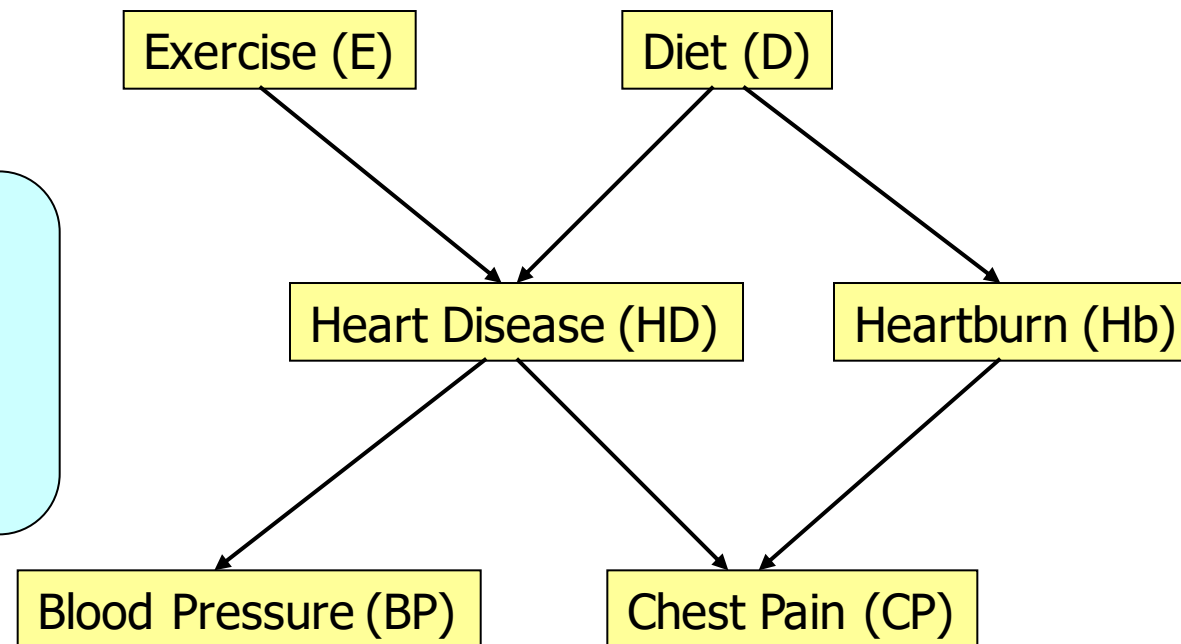 Exercise (E)
Diet (D)
Heart Disease (HD)
Heartburn (Hb)
Blood Pressure (BP)
Chest Pain (CP)